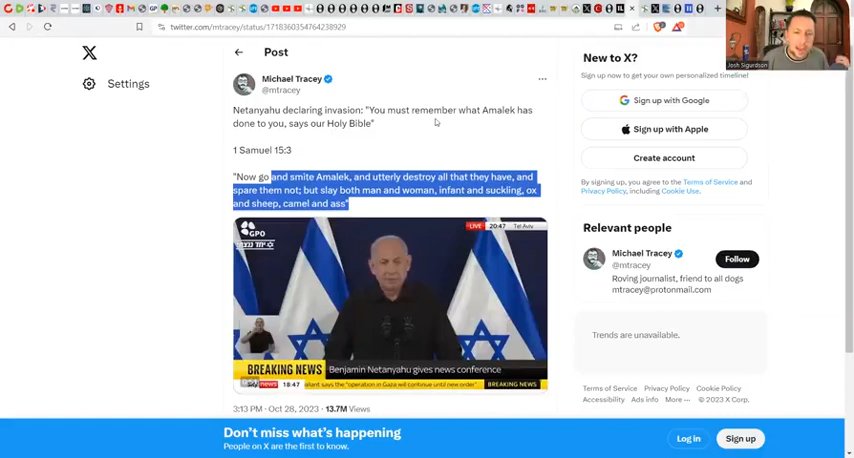 twitter.com/mtracey/status/1718360354764238929
Josh Sigurdson
X
Settings
Post
Michael Tracey
@mtracey
Netanyahu declaring invasion: "You must remember what Amalek has
done to you, says our Holy Bible"
1 Samuel 15:3
"Now go and smite Amalek, and utterly destroy all that they have, and
spare them not; but slay both man and woman, infant and suckling, ox
and sheep, camel and ass"
GPO
LIVE 20:47 Tel Aviv
BREAKING NEWS Benjamin Netanyahu gives news conference
sky news 18:47 says the "operation in Gaza will continue until new order." BREAKING NEWS
3:13 PM · Oct 28, 2023 · 13.7M Views
New to X?
Sign up now to get your own personalized timeline!
Sign up with Google
Sign up with Apple
Create account
By signing up, you agree to the Terms of Service and
Privacy Policy, including Cookie Use.
Relevant people
Michael Tracey
@mtracey
Follow
Roving journalist, friend to all dogs
mtracey@protonmail.com
Trends are unavailable.
Terms of Service Privacy Policy Cookie Policy
Accessibility Ads info More ··· © 2023 X Corp.
Don't miss what's happening
People on X are the first to know.
Log in
Sign up